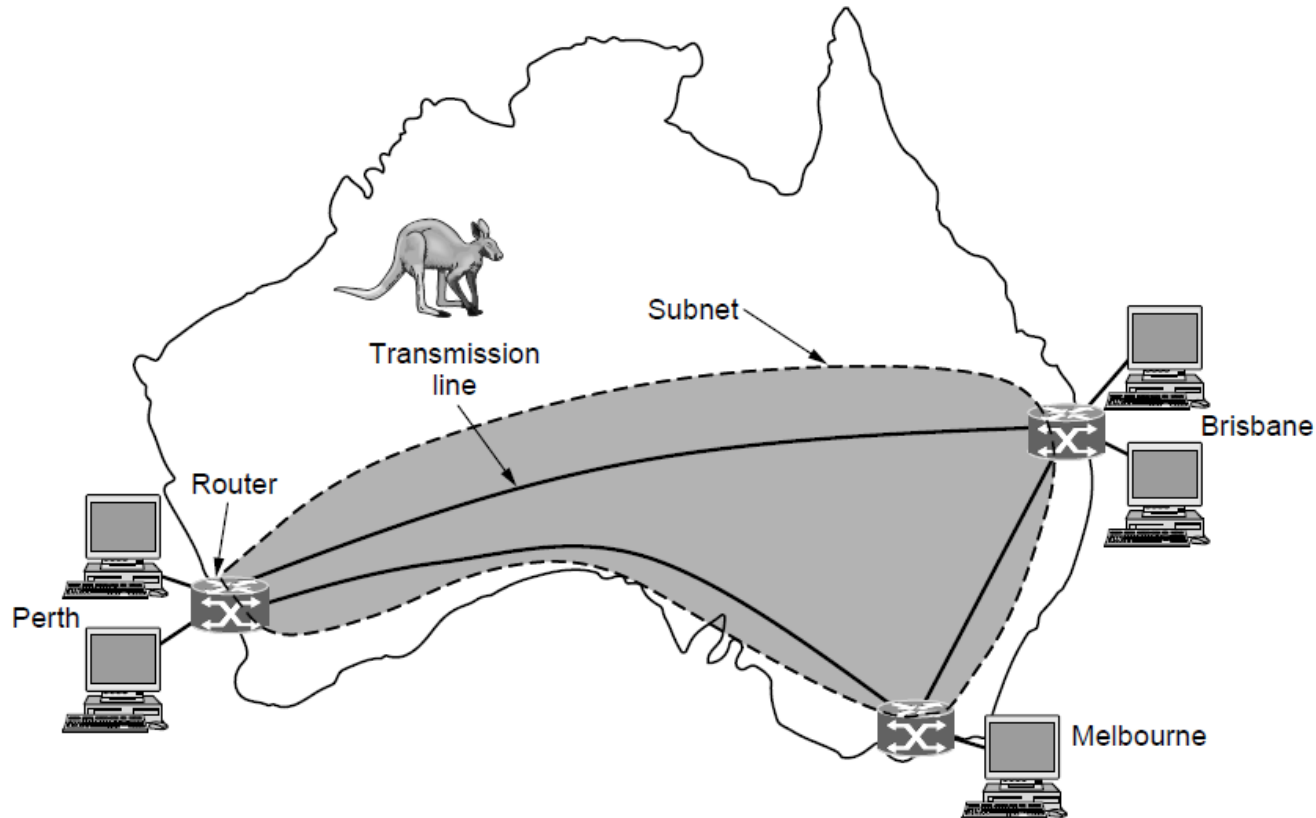 Subnet
Transmission
line
Brisbane
Router
Perth
Melbourne